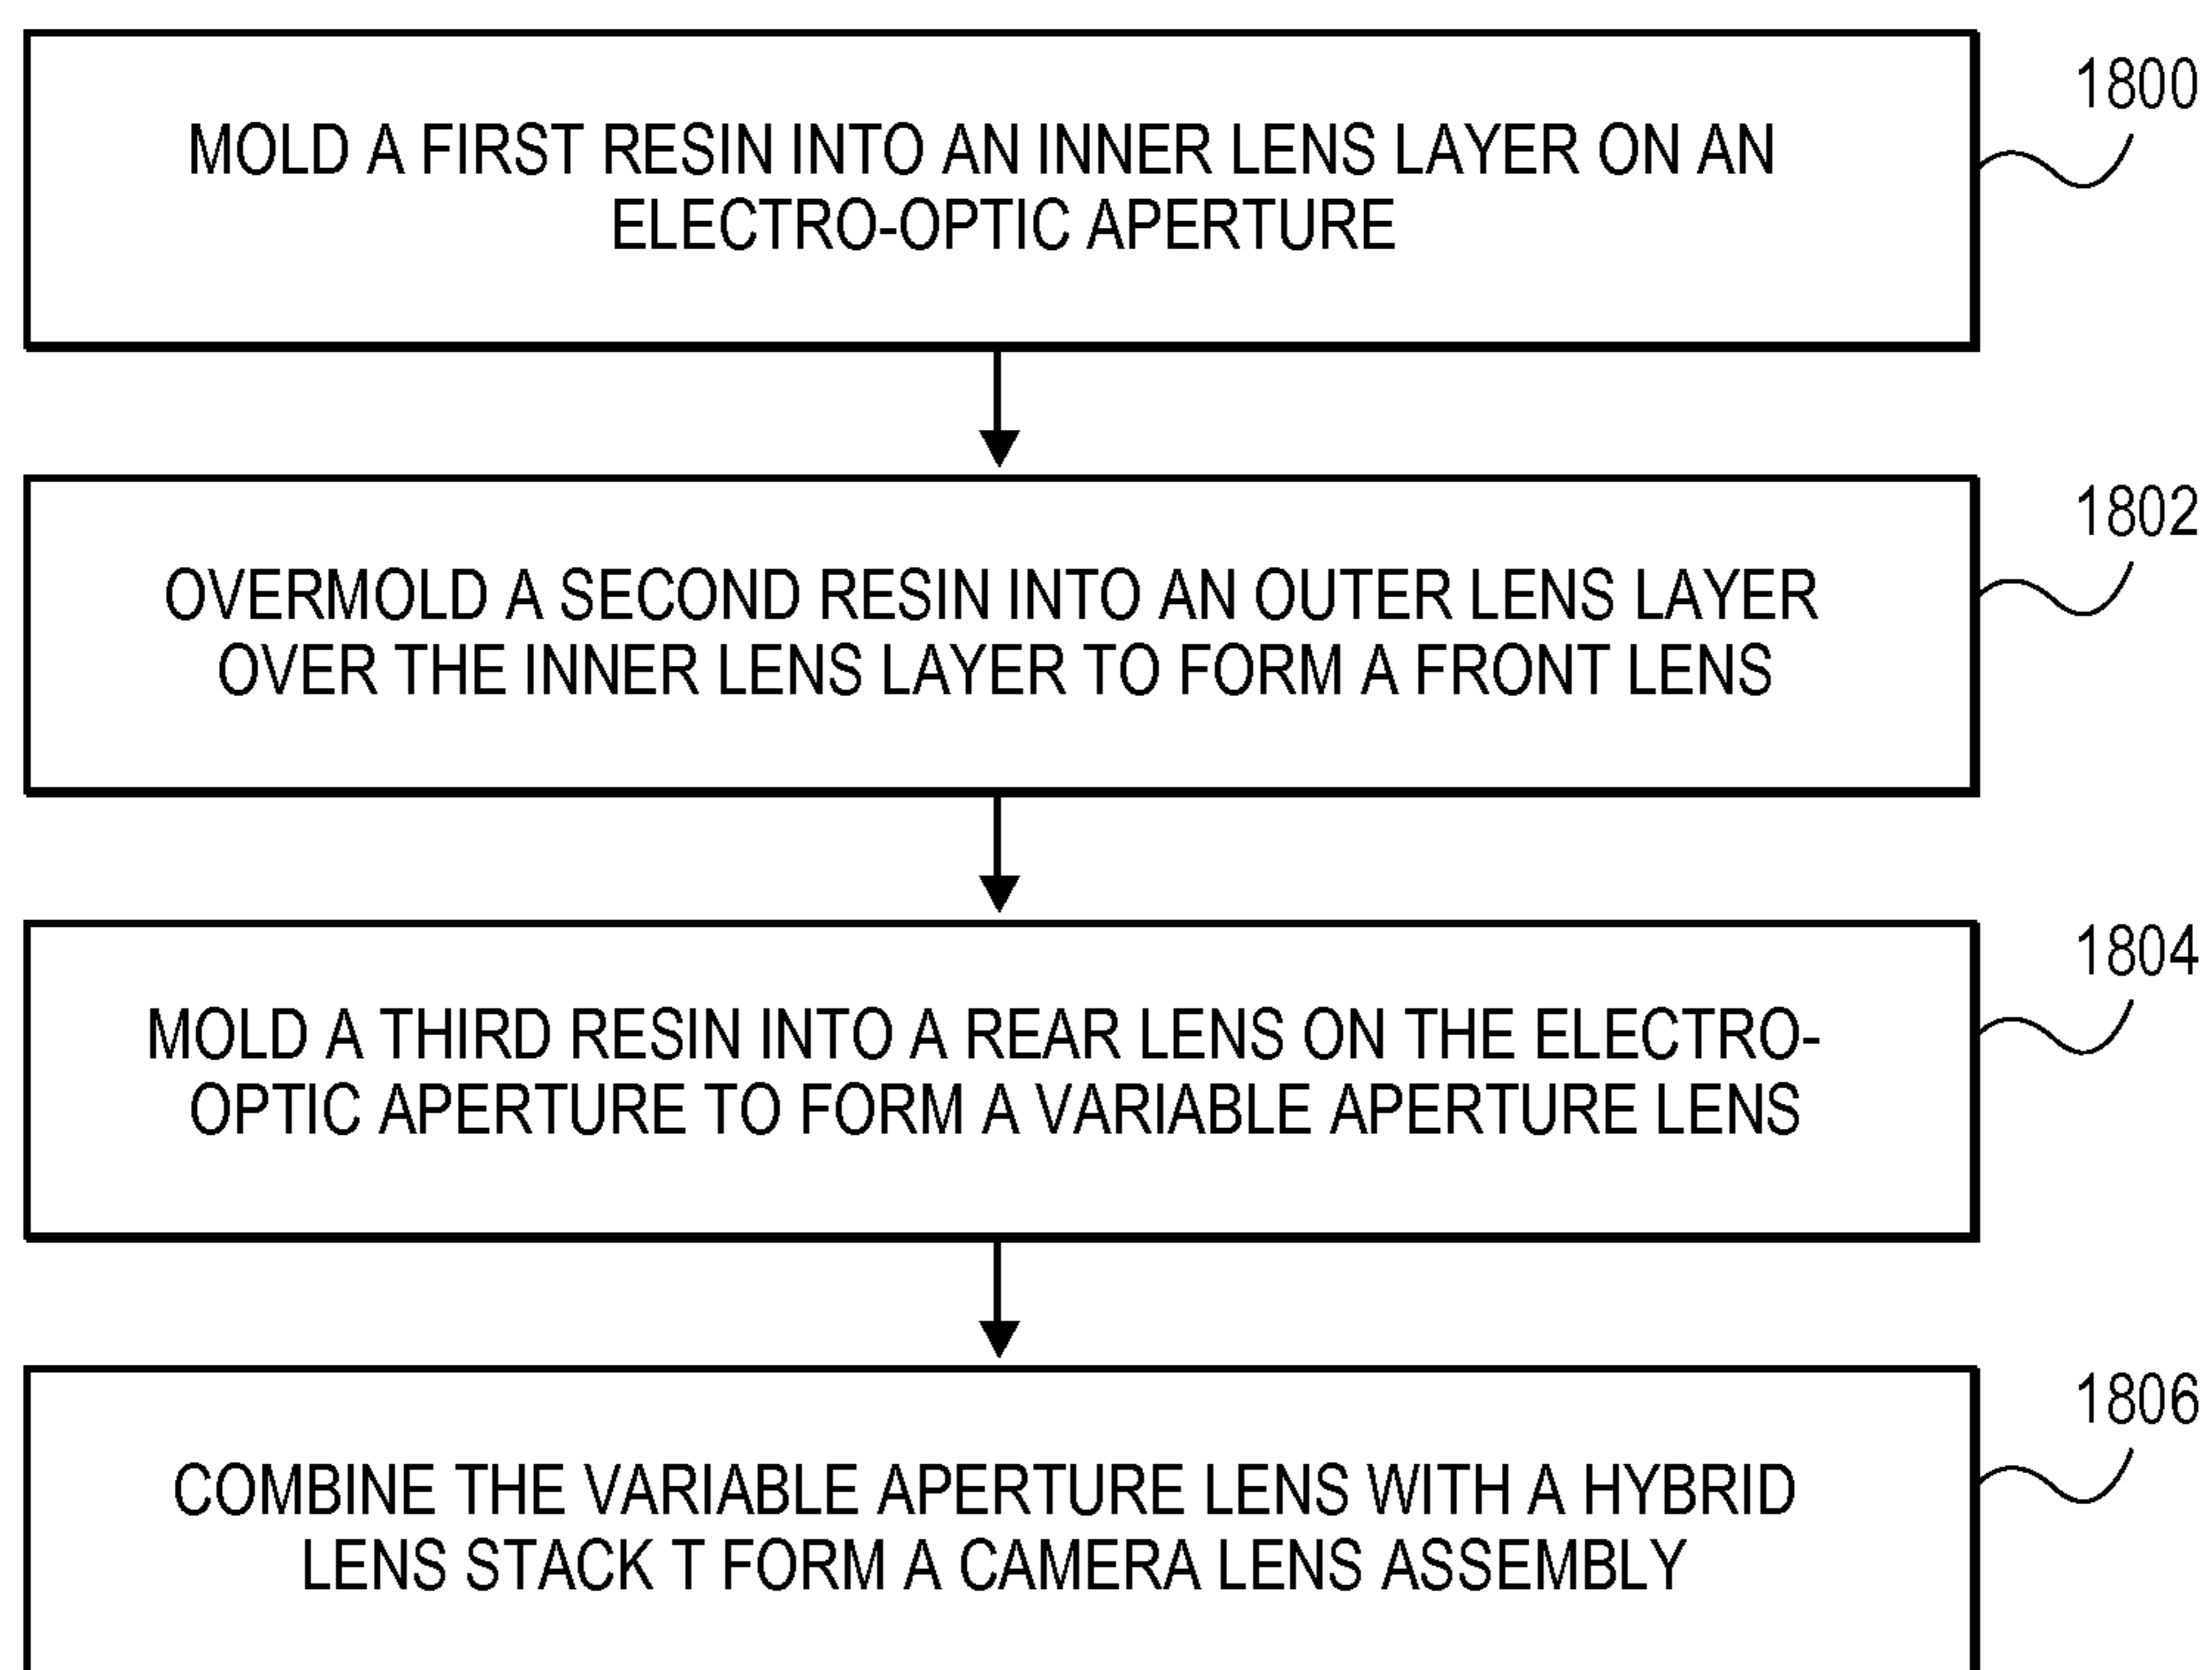 MOLD A FIRST RESIN INTO AN INNER LENS LAYER ON AN
ELECTRO-OPTIC APERTURE
1800
OVERMOLD A SECOND RESIN INTO AN OUTER LENS LAYER
OVER THE INNER LENS LAYER TO FORM A FRONT LENS
1802
MOLD A THIRD RESIN INTO A REAR LENS ON THE ELECTRO-
OPTIC APERTURE TO FORM A VARIABLE APERTURE LENS
1804
COMBINE THE VARIABLE APERTURE LENS WITH A HYBRID
LENS STACK T FORM A CAMERA LENS ASSEMBLY
1806